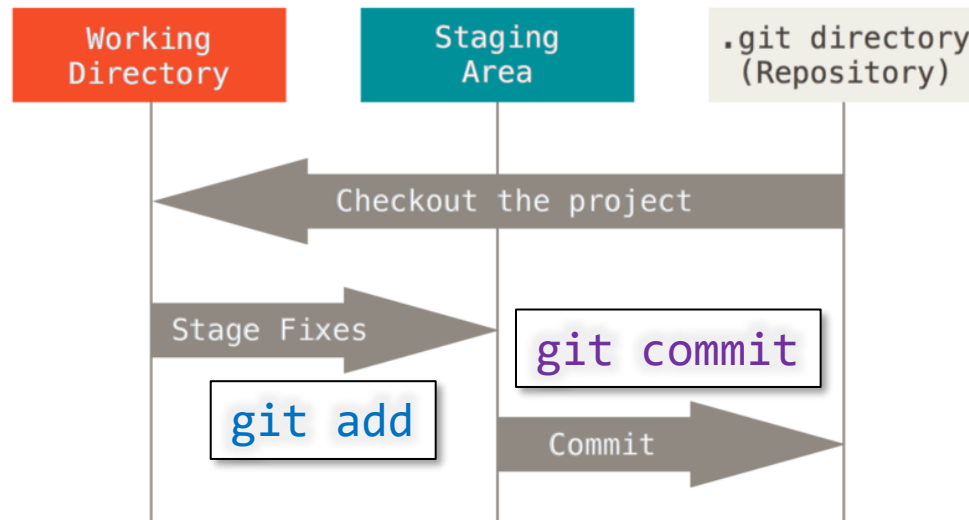 Working
Directory
Staging
Area
.git directory
(Repository)
Checkout the project
Stage Fixes
git commit
git add
Commit